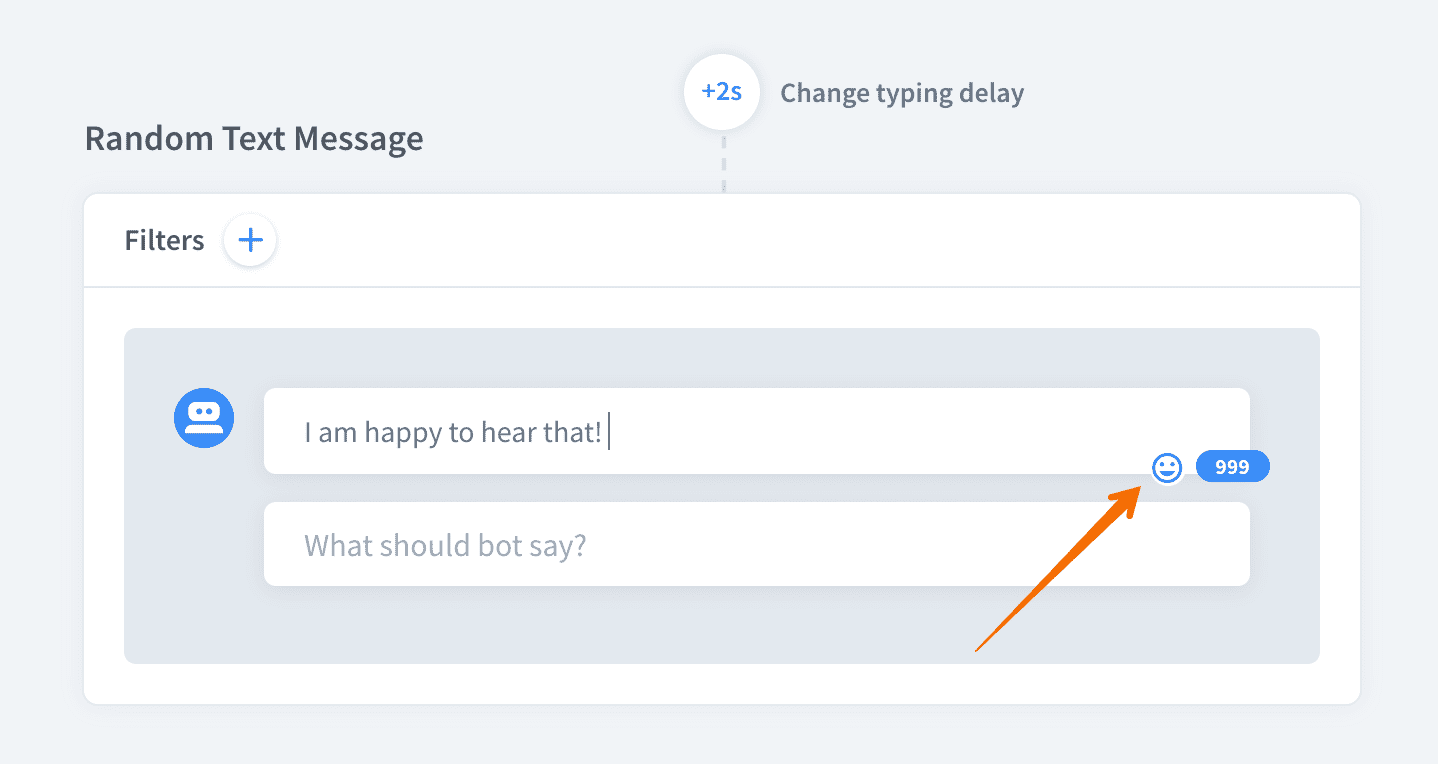 +2s Change typing delay
Random Text Message
Filters
I am happy to hear that!
999
What should bot say?